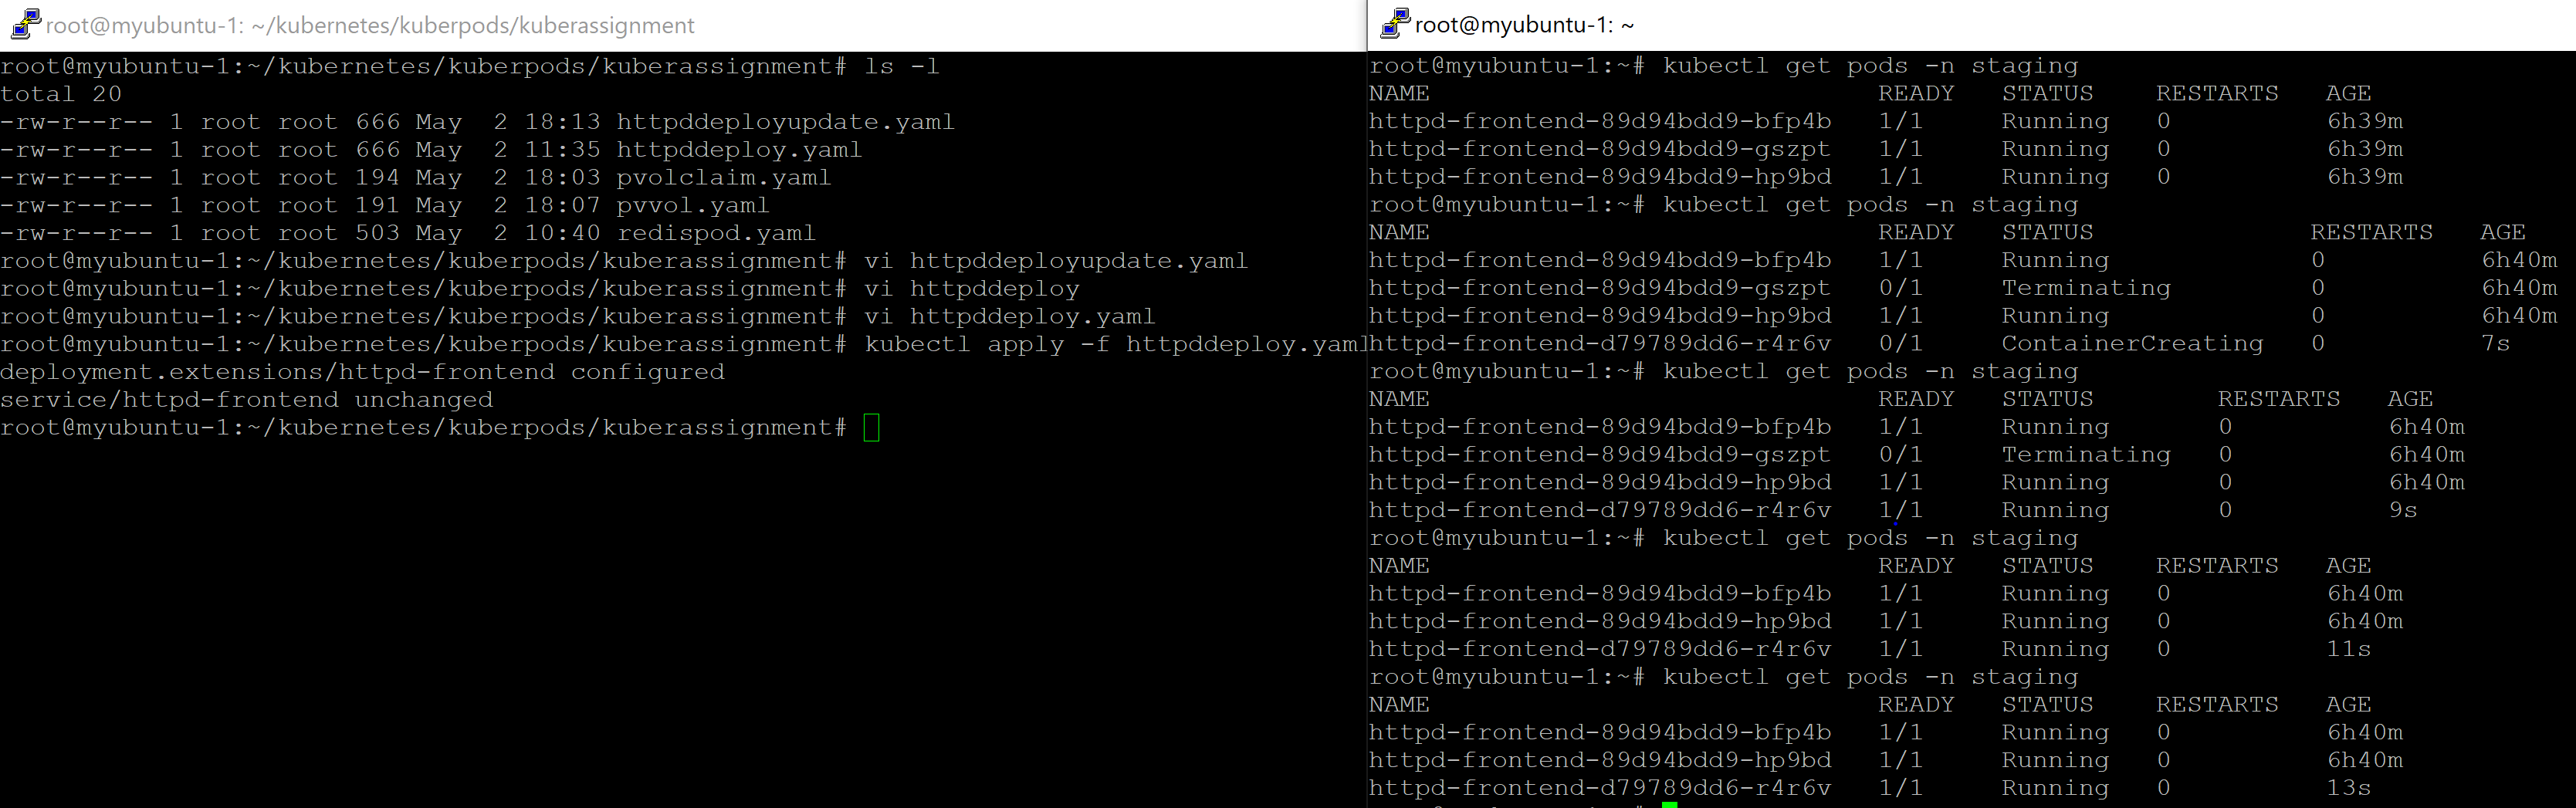 root@myubuntu-1: ~/kubernetes/kuberpods/kuberassignment
root@myubuntu-1:~/kubernetes/kuberpods/kuberassignment# ls -l
total 20
-rw-r--r-- 1 root root 666 May  2 18:13 httpddeployupdate.yaml
-rw-r--r-- 1 root root 666 May  2 11:35 httpddeploy.yaml
-rw-r--r-- 1 root root 194 May  2 18:03 pvolclaim.yaml
-rw-r--r-- 1 root root 191 May  2 18:07 pvvol.yaml
-rw-r--r-- 1 root root 503 May  2 10:40 redispod.yaml
root@myubuntu-1:~/kubernetes/kuberpods/kuberassignment# vi httpddeployupdate.yaml
root@myubuntu-1:~/kubernetes/kuberpods/kuberassignment# vi httpddeploy
root@myubuntu-1:~/kubernetes/kuberpods/kuberassignment# vi httpddeploy.yaml
root@myubuntu-1:~/kubernetes/kuberpods/kuberassignment# kubectl apply -f httpddeploy.yaml
deployment.extensions/httpd-frontend configured
service/httpd-frontend unchanged
root@myubuntu-1:~/kubernetes/kuberpods/kuberassignment#
root@myubuntu-1: ~
root@myubuntu-1:~# kubectl get pods -n staging
NAME READY STATUS RESTARTS AGE
httpd-frontend-89d94bdd9-bfp4b 1/1 Running 0 6h39m
httpd-frontend-89d94bdd9-gszpt 1/1 Running 0 6h39m
httpd-frontend-89d94bdd9-hp9bd 1/1 Running 0 6h39m
root@myubuntu-1:~# kubectl get pods -n staging
NAME READY STATUS RESTARTS AGE
httpd-frontend-89d94bdd9-bfp4b 1/1 Running 0 6h40m
httpd-frontend-89d94bdd9-gszpt 0/1 Terminating 0 6h40m
httpd-frontend-89d94bdd9-hp9bd 1/1 Running 0 6h40m
httpd-frontend-d79789dd6-r4r6v 0/1 ContainerCreating 0 7s
root@myubuntu-1:~# kubectl get pods -n staging
NAME READY STATUS RESTARTS AGE
httpd-frontend-89d94bdd9-bfp4b 1/1 Running 0 6h40m
httpd-frontend-89d94bdd9-gszpt 0/1 Terminating 0 6h40m
httpd-frontend-89d94bdd9-hp9bd 1/1 Running 0 6h40m
httpd-frontend-d79789dd6-r4r6v 1/1 Running 0 9s
root@myubuntu-1:~# kubectl get pods -n staging
NAME READY STATUS RESTARTS AGE
httpd-frontend-89d94bdd9-bfp4b 1/1 Running 0 6h40m
httpd-frontend-89d94bdd9-hp9bd 1/1 Running 0 6h40m
httpd-frontend-d79789dd6-r4r6v 1/1 Running 0 11s
root@myubuntu-1:~# kubectl get pods -n staging
NAME READY STATUS RESTARTS AGE
httpd-frontend-89d94bdd9-bfp4b 1/1 Running 0 6h40m
httpd-frontend-89d94bdd9-hp9bd 1/1 Running 0 6h40m
httpd-frontend-d79789dd6-r4r6v 1/1 Running 0 13s